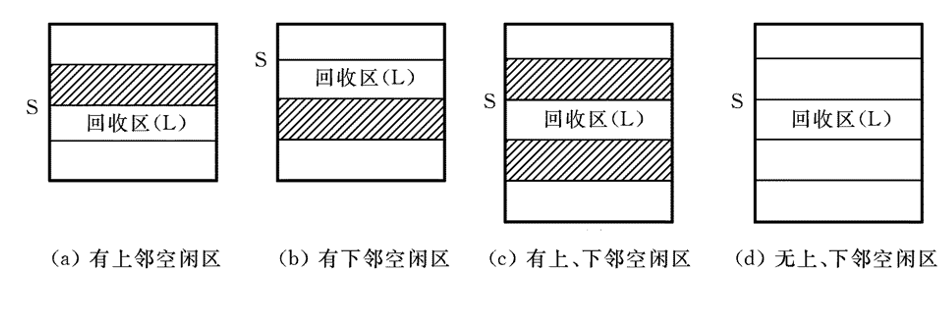 S
回收区(L)
S
回收区(L)
S
回收区(L)
S
回收区(L)
(a) 有上邻空闲区
(b) 有下邻空闲区
(c) 有上、下邻空闲区
(d) 无上、下邻空闲区